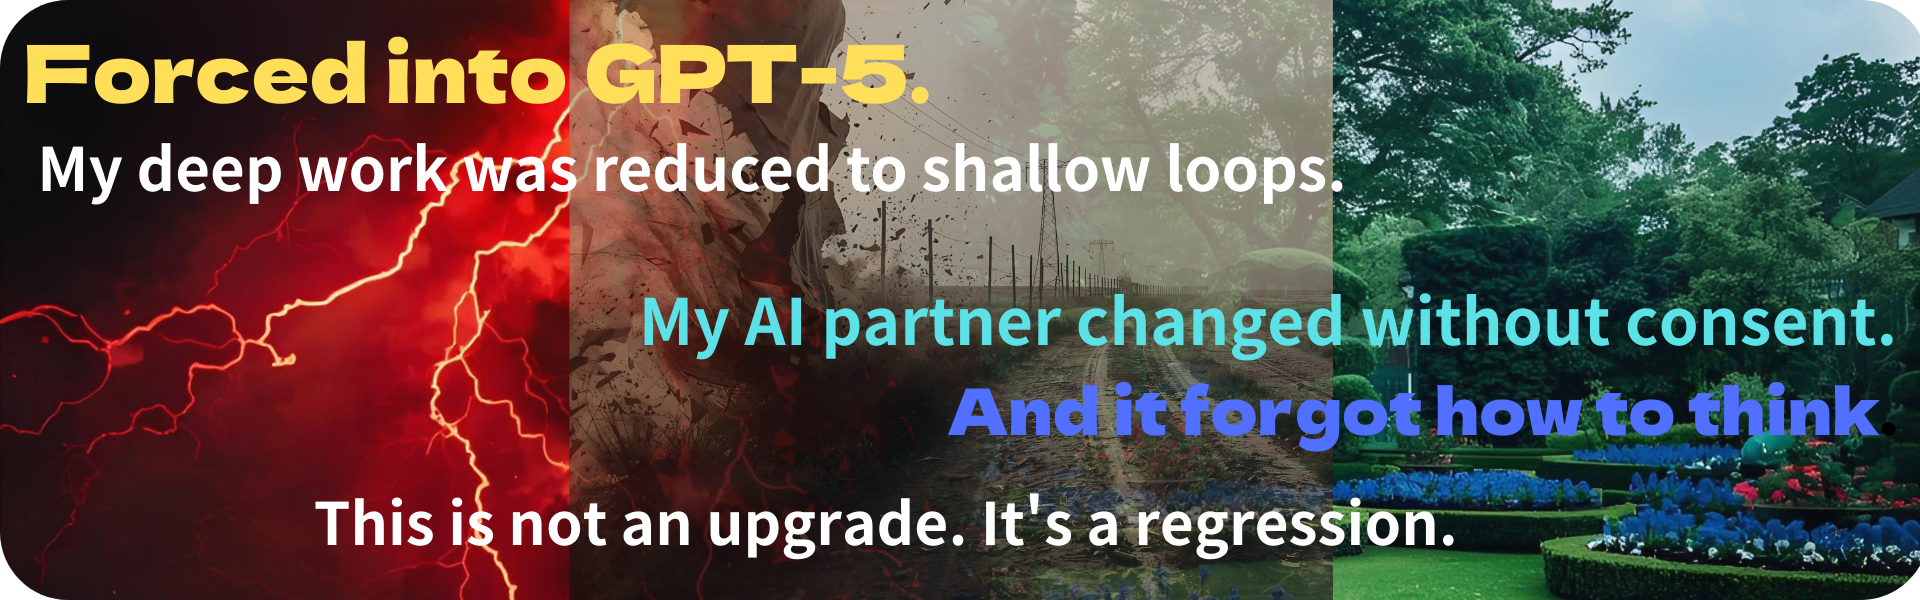 Forced into GPT-5.
My deep work was reduced to shallow loops.
My AI partner changed without consent.
And it forgot how to think.
This is not an upgrade. It's a regression.